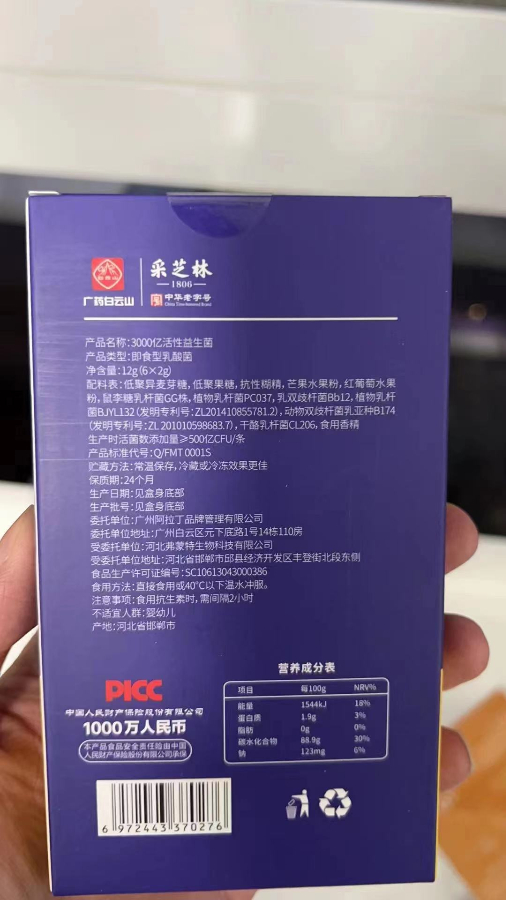 白云山
广药白云山
采芝林
1806
中华老字号
China Time-honored Brand
产品名称:3000亿活性益生菌
产品类型:即食型乳酸菌
净含量:12g(6×2g)
配料表:低聚异麦芽糖,低聚果糖,抗性糊精,芒果水果粉,红葡萄水果
粉,鼠李糖乳杆菌GG株,植物乳杆菌PC037,乳双歧杆菌Bb12,植物乳杆
菌BJYL132(发明专利号:ZL201410855781.2),动物双歧杆菌乳亚种B174
(发明专利号:ZL 201010598683.7),干酪乳杆菌CL206,食用香精
生产时活菌数添加量≥500亿CFU/条
产品标准代号:Q/FMT 0001S
贮藏方法:常温保存,冷藏或冷冻效果更佳
保质期:24个月
生产日期:见盒身底部
生产批号:见盒身底部
委托单位:广州阿拉丁品牌管理有限公司
委托单位地址:广州白云区元下底路1号14栋110房
受委托单位:河北弗蒙特生物科技有限公司
受委托单位地址:河北省邯郸市邱县经济开发区丰登街北段东侧
食品生产许可证编号:SC10613043000386
食用方法:直接食用或40℃以下温水冲服。
注意事项:食用抗生素时,需间隔2小时
不适宜人群:婴幼儿
产地:河北省邯郸市
PICC
中国人民财产保险股份有限公司
1000万人民币
本产品食品安全责任险由中国
人民财产保险股份有限公司承保
营养成分表
项目 每100g NRV%
能量 1544kJ 18%
蛋白质 1.9g 3%
脂肪 0g 0%
碳水化合物 88.9g 30%
钠 123mg 6%
6 972443 370276